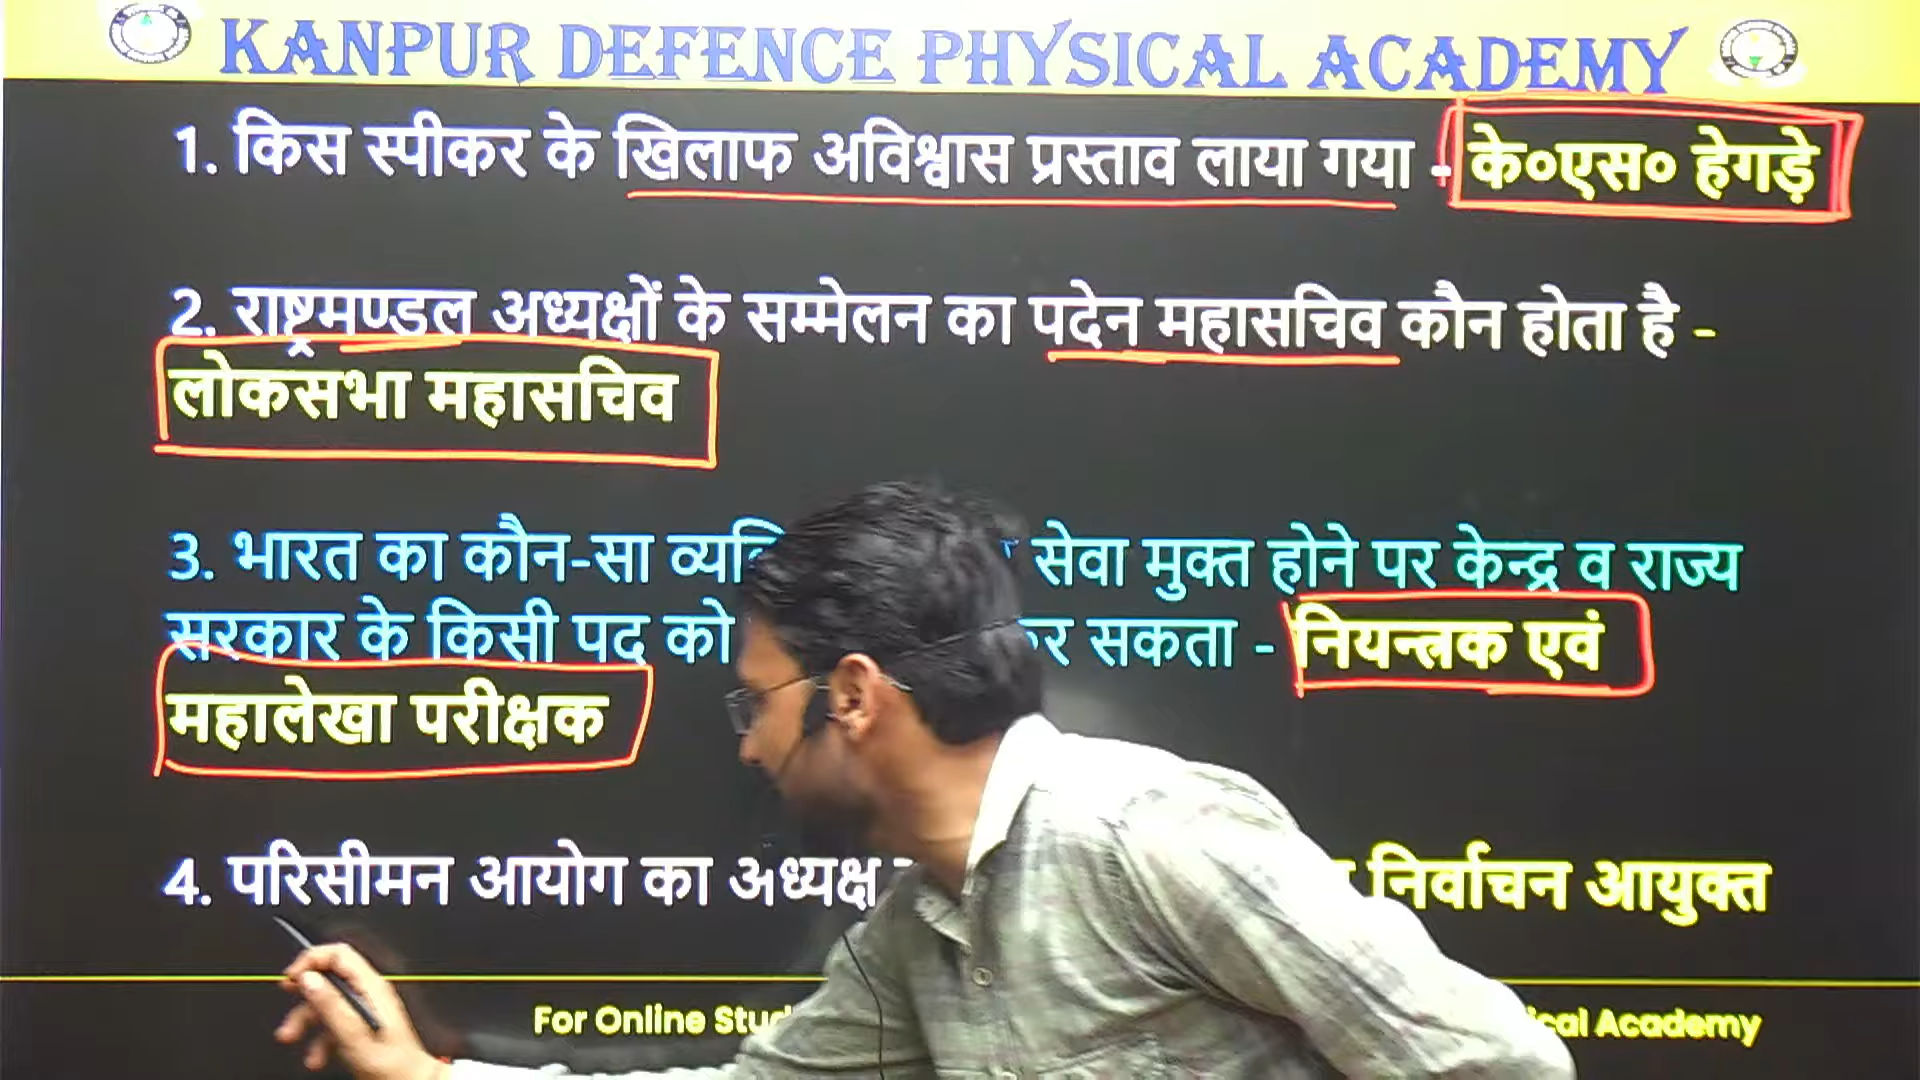 KANPUR DEFENCE PHYSICAL ACADEMY
1. किस स्पीकर के खिलाफ अविश्वास प्रस्ताव लाया गया - के०एस० हेगड़े
2. राष्ट्रमण्डल अध्यक्षों के सम्मेलन का पदेन महासचिव कौन होता है -
लोकसभा महासचिव
3. भारत का कौन-सा सेवा मुक्त होने पर केन्द्र व राज्य
सरकार के किसी पद को सकता - नियन्त्रक एवं
महालेखा परीक्षक
4. परिसीमन आयोग का अध्यक्ष निर्वाचन आयुक्त
For Online Academy